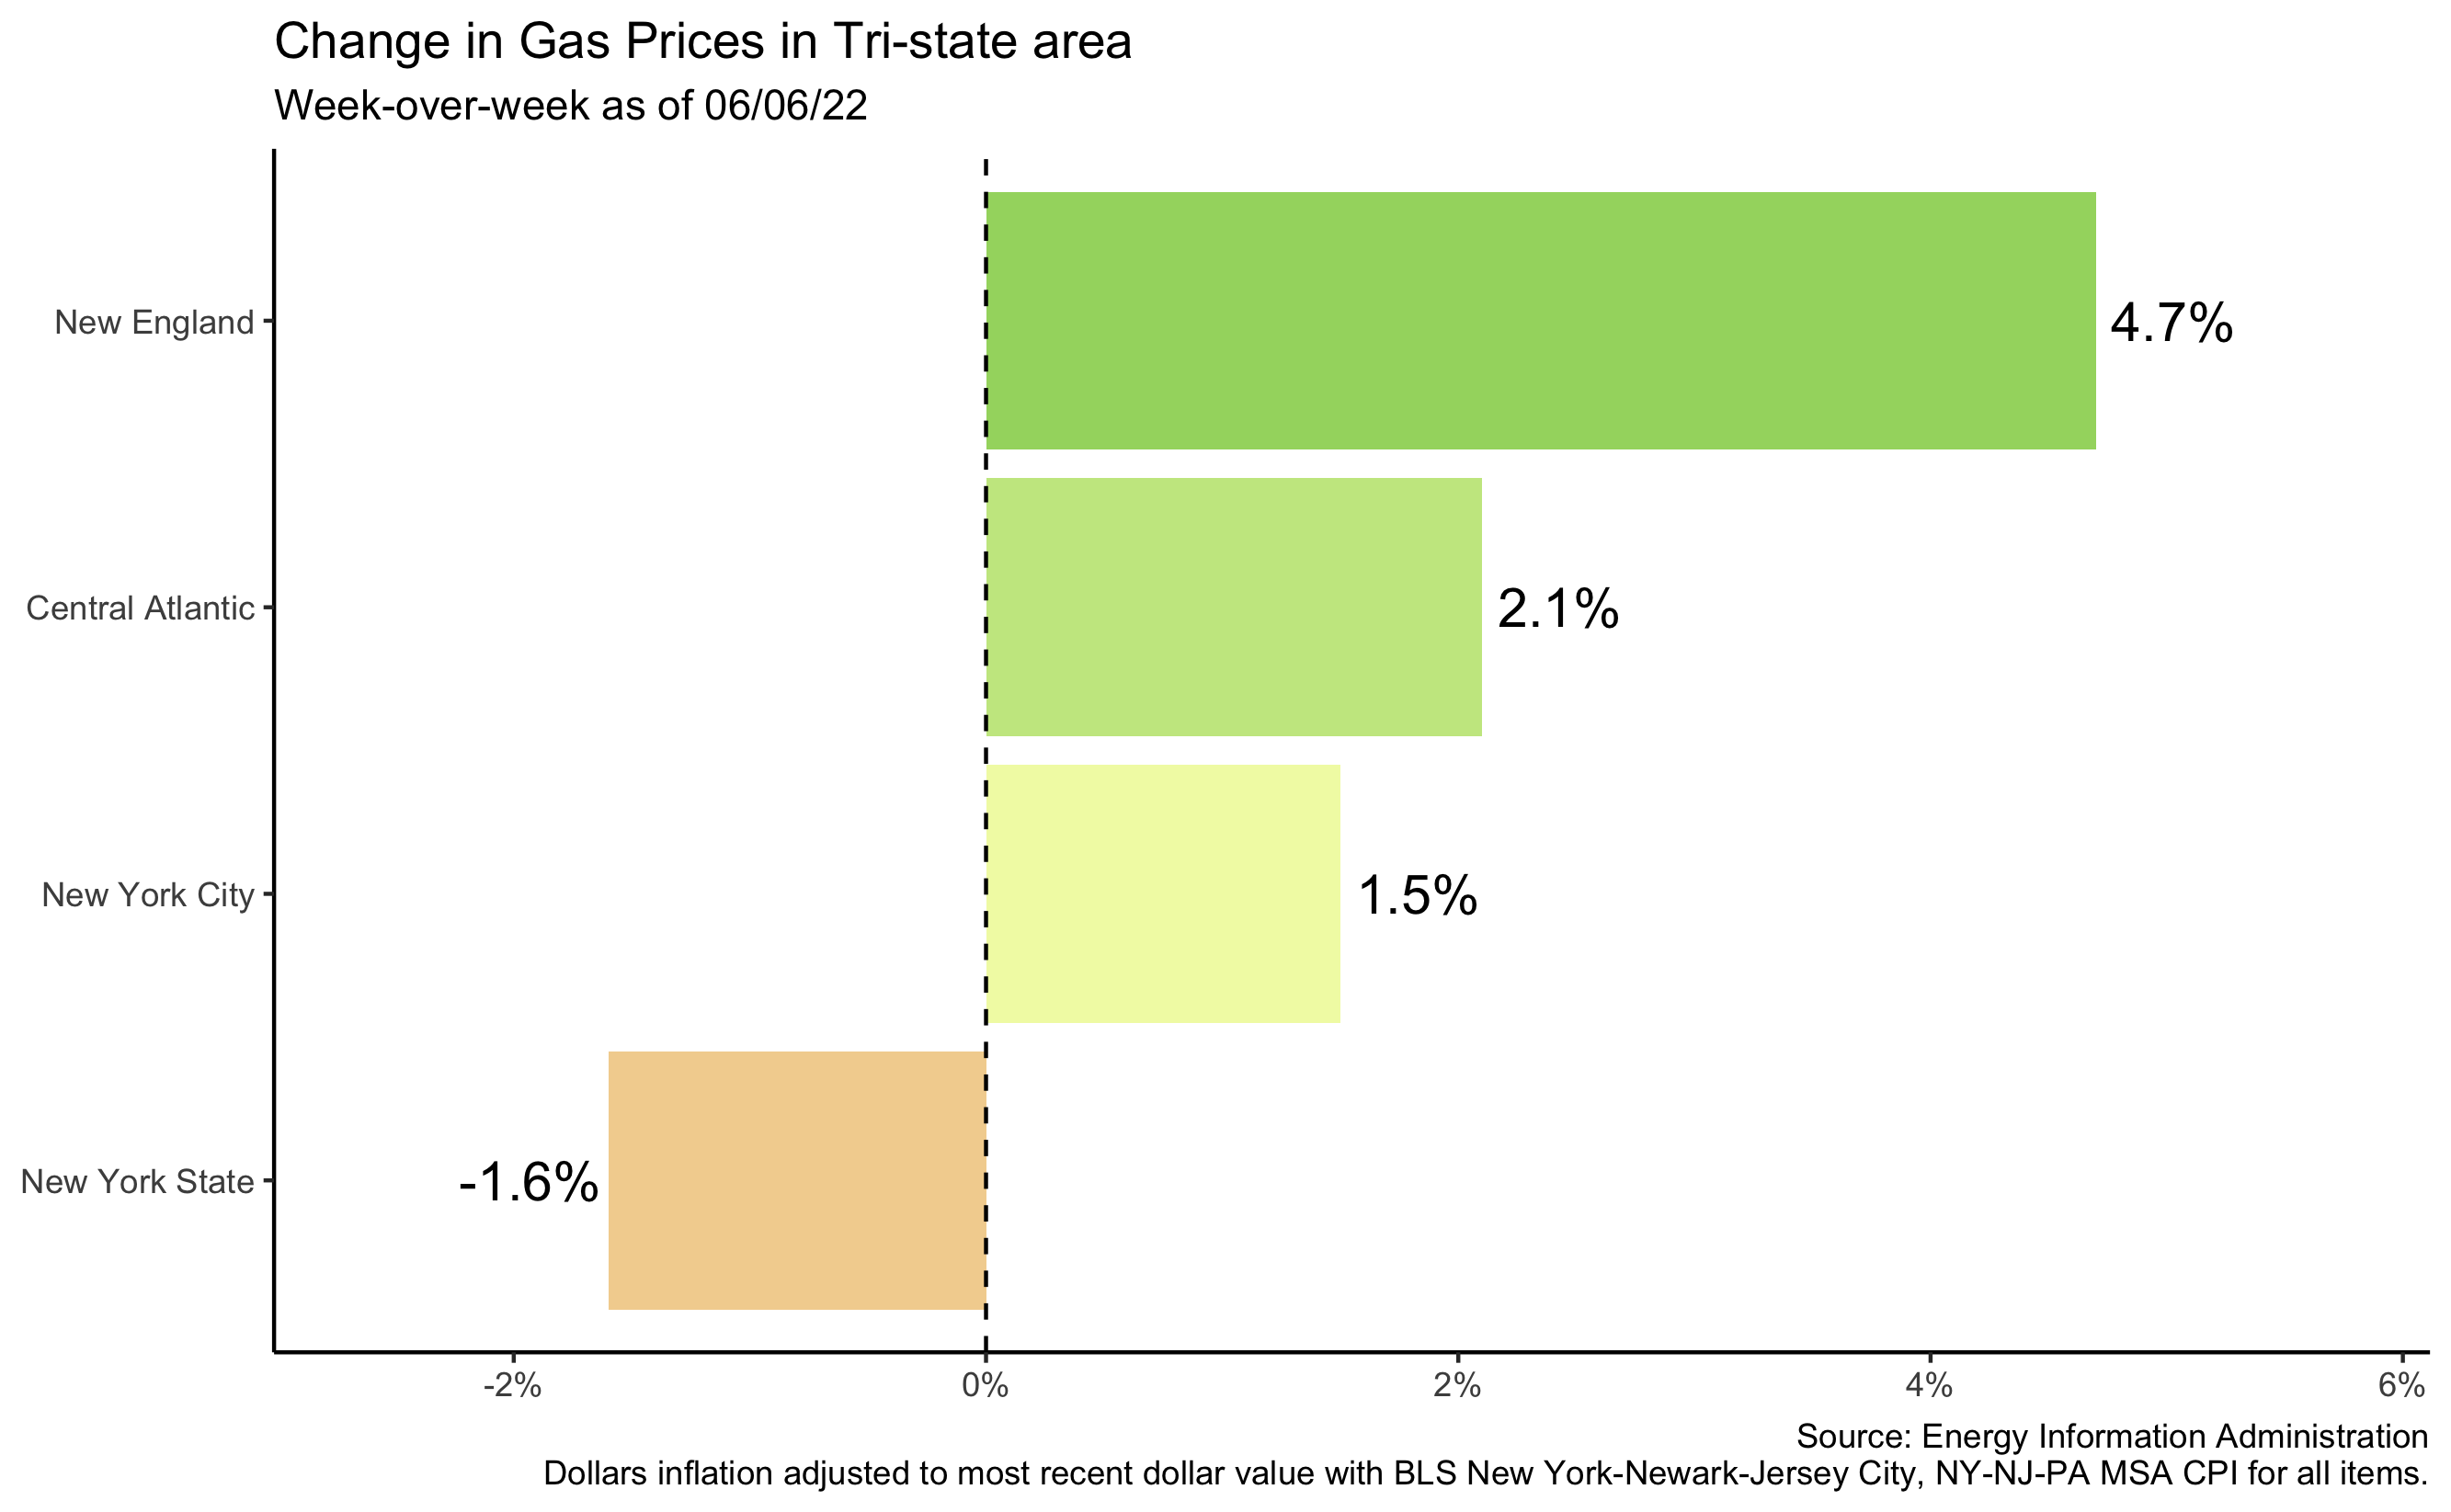 Change in Gas Prices in Tri-state area
Week-over-week as of 06/06/22
New England
4.7%
Central Atlantic
2.1%
New York City
1.5%
New York State
-1.6%
-2%
0%
2%
4%
6%
Source: Energy Information Administration
Dollars inflation adjusted to most recent dollar value with BLS New York-Newark-Jersey City, NY-NJ-PA MSA CPI for all items.